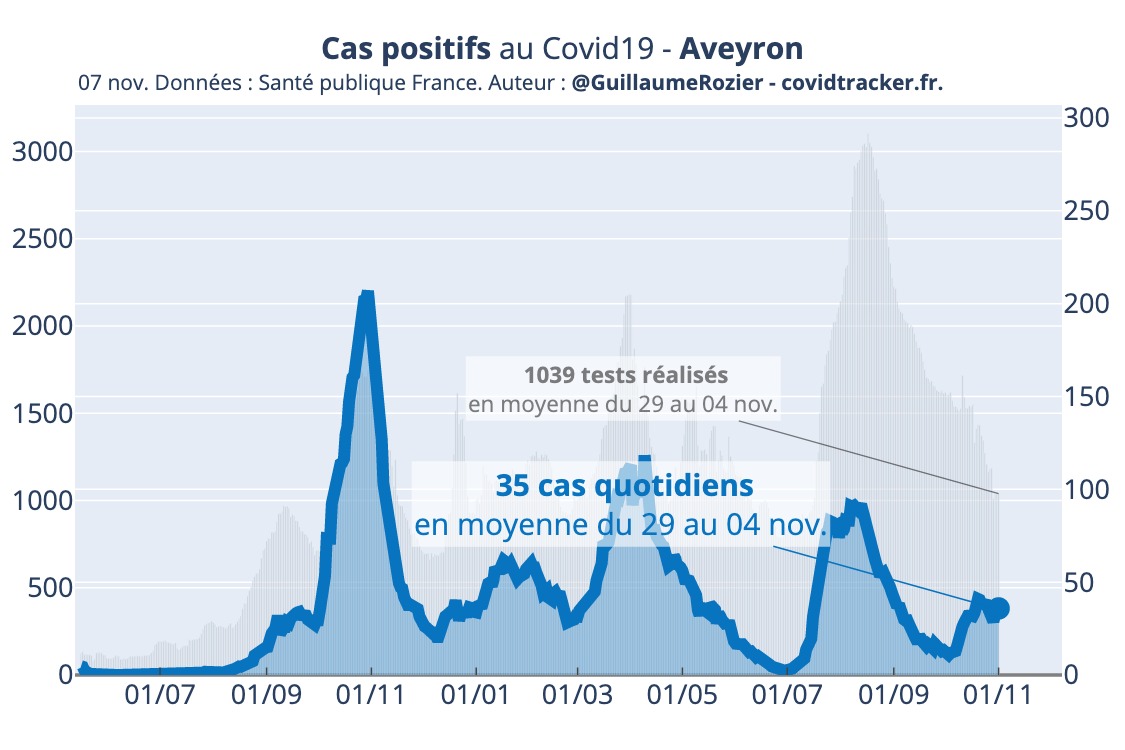 Cas positifs au Covid19 - Aveyron
07 nov. Données : Santé publique France. Auteur : @GuillaumeRozier - covidtracker.fr.
300
3000
250
2500
200
2000
1039 tests réalisés
en moyenne du 29 au 04 nov.
150
1500
35 cas quotidiens
en moyenne du 29 au 04 nov.
100
1000
50
500
0
0
01/07 01/09 01/11 01/01 01/03 01/05 01/07 01/09 01/11